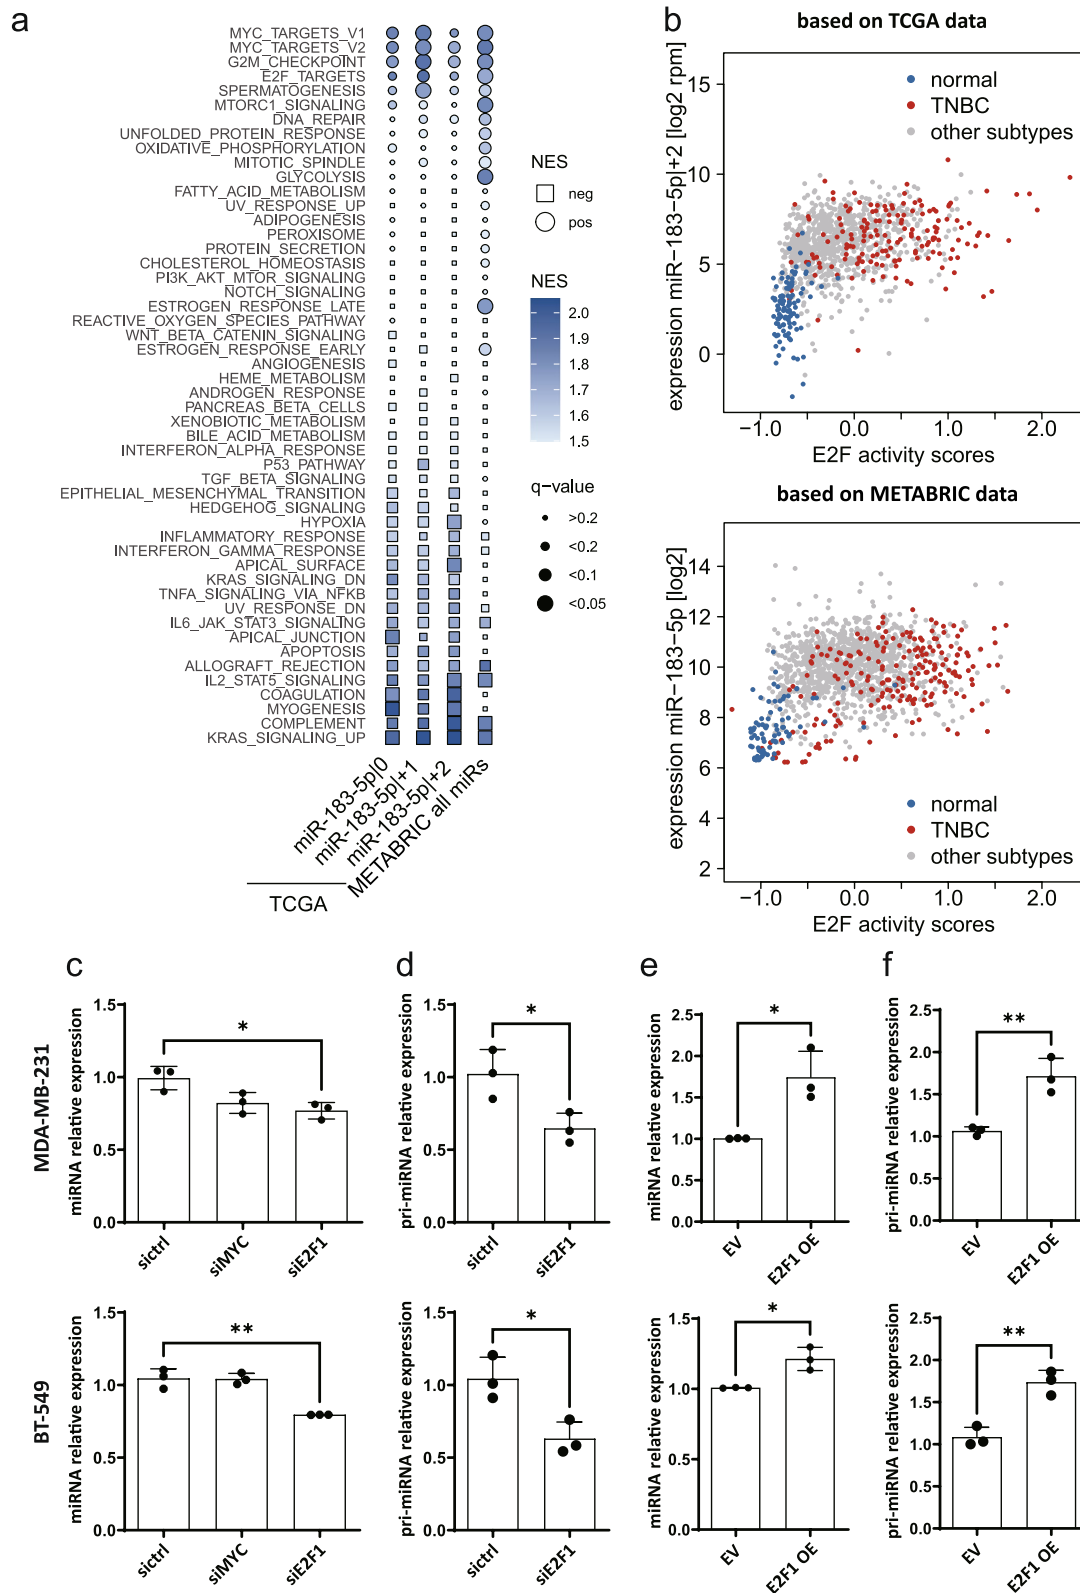 a
MYC_TARGETS_V1
MYC_TARGETS_V2
G2M_CHECKPOINT
E2F_TARGETS
SPERMATOGENESIS
MTORC1_SIGNALING
DNA_REPAIR
UNFOLDED_PROTEIN_RESPONSE
OXIDATIVE_PHOSPHORYLATION
MITOTIC_SPINDLE
GLYCOLYSIS
FATTY_ACID_METABOLISM
UV_RESPONSE_UP
ADIPOGENESIS
PEROXISOME
PROTEIN_SECRETION
CHOLESTEROL_HOMEOSTASIS
PI3K_AKT_MTOR_SIGNALING
NOTCH_SIGNALING
ESTROGEN_RESPONSE_LATE
REACTIVE_OXYGEN_SPECIES_PATHWAY
WNT_BETA_CATENIN_SIGNALING
ESTROGEN_RESPONSE_EARLY
ANGIOGENESIS
HEME_METABOLISM
ANDROGEN_RESPONSE
PANCREAS_BETA_CELLS
XENOBIOTIC_METABOLISM
BILE_ACID_METABOLISM
INTERFERON_ALPHA_RESPONSE
P53_PATHWAY
TGF_BETA_SIGNALING
EPITHELIAL_MESENCHYMAL_TRANSITION
HEDGEHOG_SIGNALING
HYPOXIA
INFLAMMATORY_RESPONSE
INTERFERON_GAMMA_RESPONSE
APICAL_SURFACE
KRAS_SIGNALING_DN
TNFA_SIGNALING_VIA_NFKB
UV_RESPONSE_DN
IL6_JAK_STAT3_SIGNALING
APICAL_JUNCTION
APOPTOSIS
ALLOGRAFT_REJECTION
IL2_STAT5_SIGNALING
COAGULATION
MYOGENESIS
COMPLEMENT
KRAS_SIGNALING_UP
miR-183-5p|0
miR-183-5p|+1
miR-183-5p|+2
METABRIC all miRs
TCGA
NES
neg
pos
NES
2.0
1.9
1.8
1.7
1.6
1.5
q−value
>0.2
<0.2
<0.1
<0.05
b
based on TCGA data
expression miR−183−5p|+2 [log2 rpm]
15
10
5
0
normal
TNBC
other subtypes
−1.0 0.0 1.0 2.0
E2F activity scores
based on METABRIC data
expression miR−183−5p [log2]
14
12
10
8
6
4
2
normal
TNBC
other subtypes
−1.0 0.0 1.0 2.0
E2F activity scores
c
MDA-MB-231
miRNA relative expression
1.5
1.0
0.5
0.0
*
sictrl
siMYC
siE2F1
d
pri-miRNA relative expression
1.5
1.0
0.5
0.0
*
sictrl
siE2F1
e
miRNA relative expression
2.5
2.0
1.5
1.0
0.5
0.0
*
EV
E2F1 OE
f
pri-miRNA relative expression
2.5
2.0
1.5
1.0
0.5
0.0
**
EV
E2F1 OE
BT-549
miRNA relative expression
1.5
1.0
0.5
0.0
**
sictrl
siMYC
siE2F1
pri-miRNA relative expression
1.5
1.0
0.5
0.0
*
sictrl
siE2F1
miRNA relative expression
1.5
1.0
0.5
0.0
*
EV
E2F1 OE
pri-miRNA relative expression
2.5
2.0
1.5
1.0
0.5
0.0
**
EV
E2F1 OE